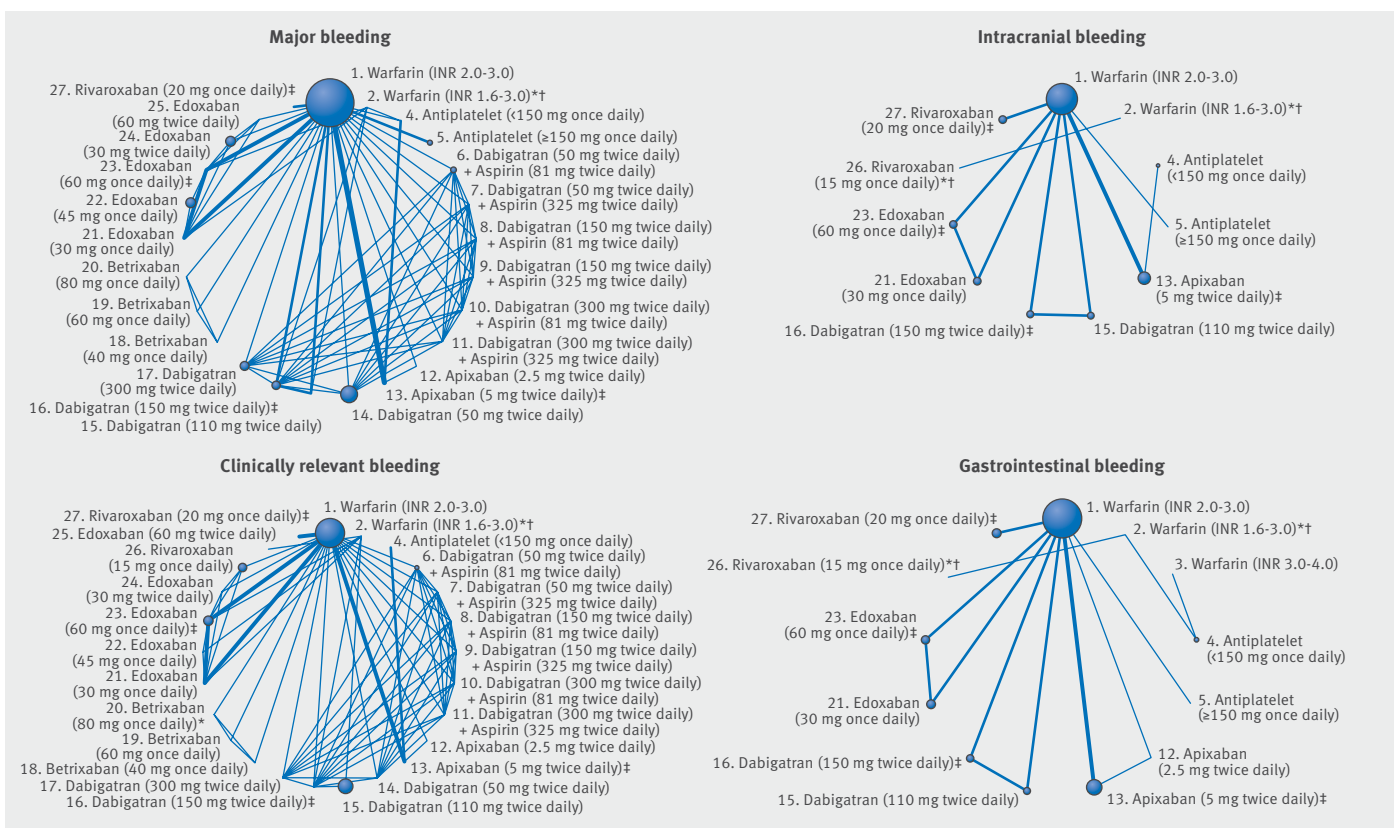 Major bleeding
1. Warfarin (INR 2.0-3.0)
2. Warfarin (INR 1.6-3.0)*†
4. Antiplatelet (<150 mg once daily)
5. Antiplatelet (≥150 mg once daily)
6. Dabigatran (50 mg twice daily)
+ Aspirin (81 mg twice daily)
7. Dabigatran (50 mg twice daily)
+ Aspirin (325 mg twice daily)
8. Dabigatran (150 mg twice daily)
+ Aspirin (81 mg twice daily)
9. Dabigatran (150 mg twice daily)
+ Aspirin (325 mg twice daily)
10. Dabigatran (300 mg twice daily)
+ Aspirin (81 mg twice daily)
11. Dabigatran (300 mg twice daily)
+ Aspirin (325 mg twice daily)
12. Apixaban (2.5 mg twice daily)
13. Apixaban (5 mg twice daily)‡
14. Dabigatran (50 mg twice daily)
15. Dabigatran (110 mg twice daily)
16. Dabigatran (150 mg twice daily)‡
17. Dabigatran
(300 mg twice daily)
18. Betrixaban
(40 mg once daily)
19. Betrixaban
(60 mg once daily)
20. Betrixaban
(80 mg once daily)
21. Edoxaban
(30 mg once daily)
22. Edoxaban
(45 mg once daily)
23. Edoxaban
(60 mg once daily)‡
24. Edoxaban
(30 mg twice daily)
25. Edoxaban
(60 mg twice daily)
27. Rivaroxaban (20 mg once daily)‡
Intracranial bleeding
1. Warfarin (INR 2.0-3.0)
2. Warfarin (INR 1.6-3.0)*†
4. Antiplatelet
(<150 mg once daily)
5. Antiplatelet
(≥150 mg once daily)
13. Apixaban
(5 mg twice daily)‡
15. Dabigatran (110 mg twice daily)
16. Dabigatran (150 mg twice daily)‡
21. Edoxaban
(30 mg once daily)
23. Edoxaban
(60 mg once daily)‡
26. Rivaroxaban
(15 mg once daily)*†
27. Rivaroxaban
(20 mg once daily)‡
Clinically relevant bleeding
1. Warfarin (INR 2.0-3.0)
2. Warfarin (INR 1.6-3.0)*†
4. Antiplatelet (<150 mg once daily)
6. Dabigatran (50 mg twice daily)
+ Aspirin (81 mg twice daily)
7. Dabigatran (50 mg twice daily)
+ Aspirin (325 mg twice daily)
8. Dabigatran (150 mg twice daily)
+ Aspirin (81 mg twice daily)
9. Dabigatran (150 mg twice daily)
+ Aspirin (325 mg twice daily)
10. Dabigatran (300 mg twice daily)
+ Aspirin (81 mg twice daily)
11. Dabigatran (300 mg twice daily)
+ Aspirin (325 mg twice daily)
12. Apixaban (2.5 mg twice daily)
13. Apixaban (5 mg twice daily)‡
14. Dabigatran (50 mg twice daily)
15. Dabigatran (110 mg twice daily)
16. Dabigatran (150 mg twice daily)‡
17. Dabigatran (300 mg twice daily)
18. Betrixaban (40 mg once daily)
19. Betrixaban
(60 mg once daily)
20. Betrixaban
(80 mg once daily)*
21. Edoxaban
(30 mg once daily)
22. Edoxaban
(45 mg once daily)
23. Edoxaban
(60 mg once daily)‡
24. Edoxaban
(30 mg twice daily)
26. Rivaroxaban
(15 mg once daily)
25. Edoxaban (60 mg twice daily)
27. Rivaroxaban (20 mg once daily)‡
Gastrointestinal bleeding
1. Warfarin (INR 2.0-3.0)
2. Warfarin (INR 1.6-3.0)*†
3. Warfarin (INR 3.0-4.0)
4. Antiplatelet
(<150 mg once daily)
5. Antiplatelet
(≥150 mg once daily)
12. Apixaban
(2.5 mg twice daily)
13. Apixaban (5 mg twice daily)‡
15. Dabigatran (110 mg twice daily)
16. Dabigatran (150 mg twice daily)‡
21. Edoxaban
(30 mg once daily)
23. Edoxaban
(60 mg once daily)‡
26. Rivaroxaban (15 mg once daily)*†
27. Rivaroxaban (20 mg once daily)‡